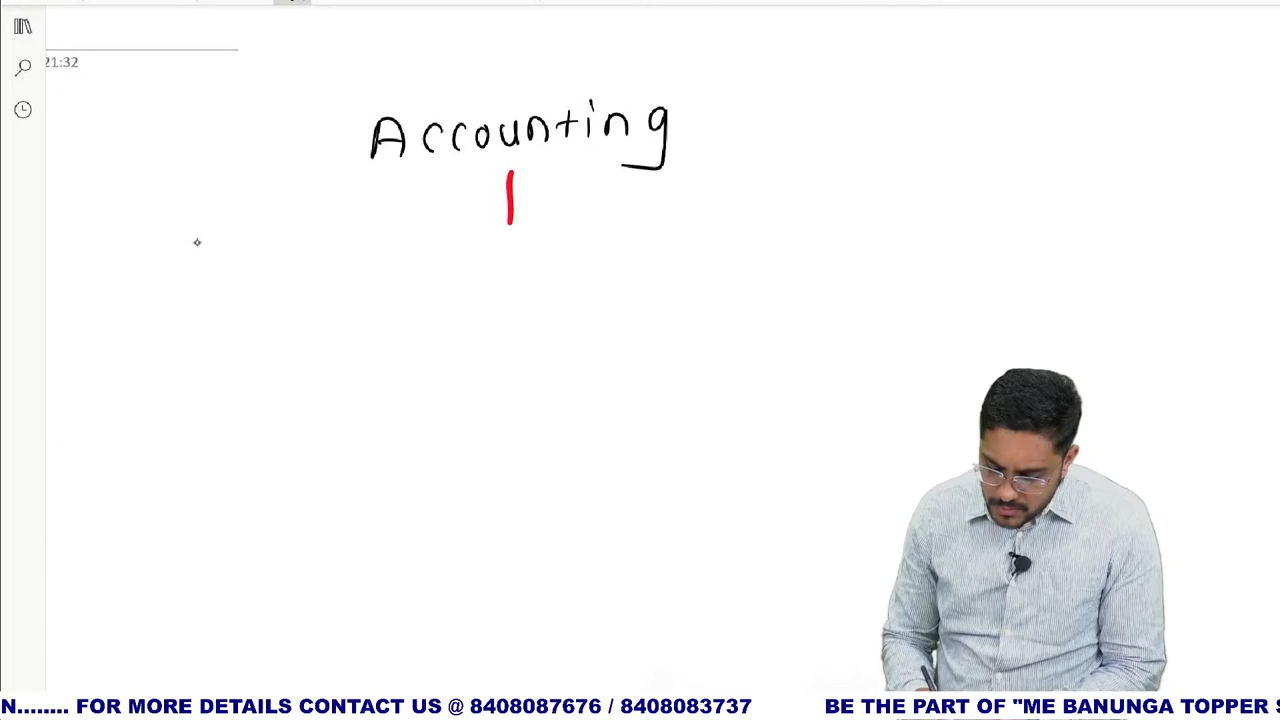 21:32
Accounting
N........ FOR MORE DETAILS CONTACT US @ 8408087676 / 8408083737 BE THE PART OF "ME BANUNGA TOPPER S